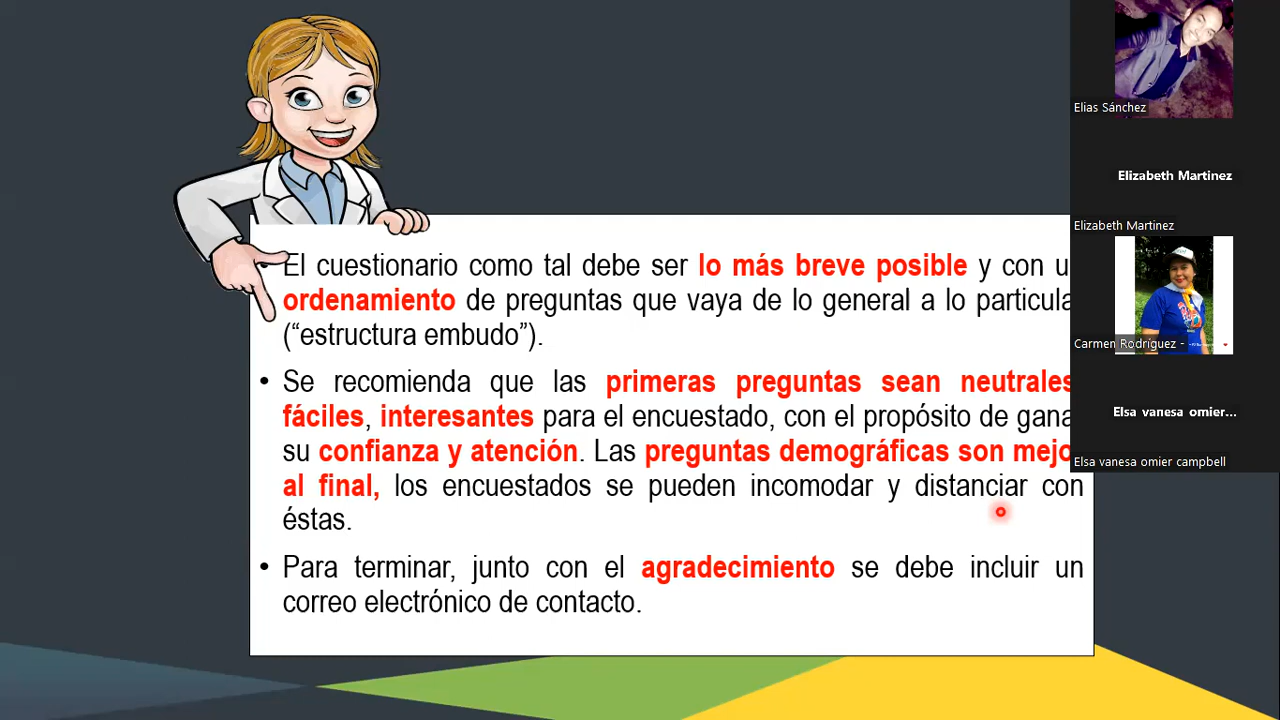 • El cuestionario como tal debe ser lo más breve posible y con u
ordenamiento de preguntas que vaya de lo general a lo particula
(“estructura embudo”).
• Se recomienda que las primeras preguntas sean neutrales
fáciles, interesantes para el encuestado, con el propósito de gana
su confianza y atención. Las preguntas demográficas son mejo
al final, los encuestados se pueden incomodar y distanciar con
éstas.
• Para terminar, junto con el agradecimiento se debe incluir un
correo electrónico de contacto.
Elias Sánchez
Elizabeth Martinez
Elizabeth Martinez
Carmen Rodríguez -
Elsa vanesa omier...
Elsa vanesa omier campbell